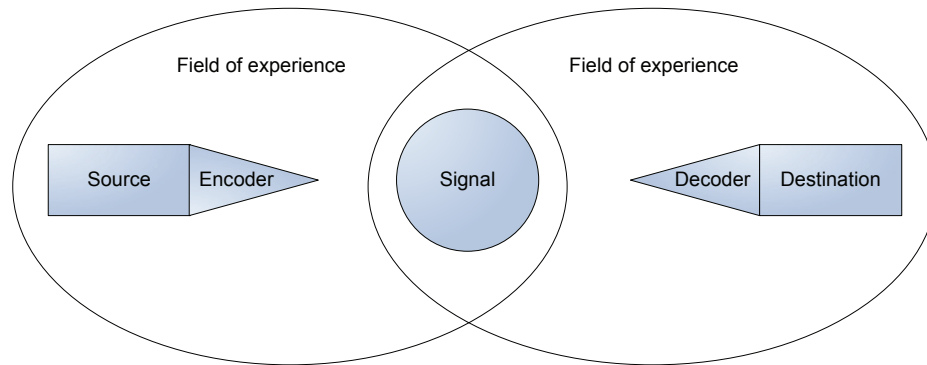 Field of experience
Field of experience
Source
Encoder
Signal
Decoder
Destination